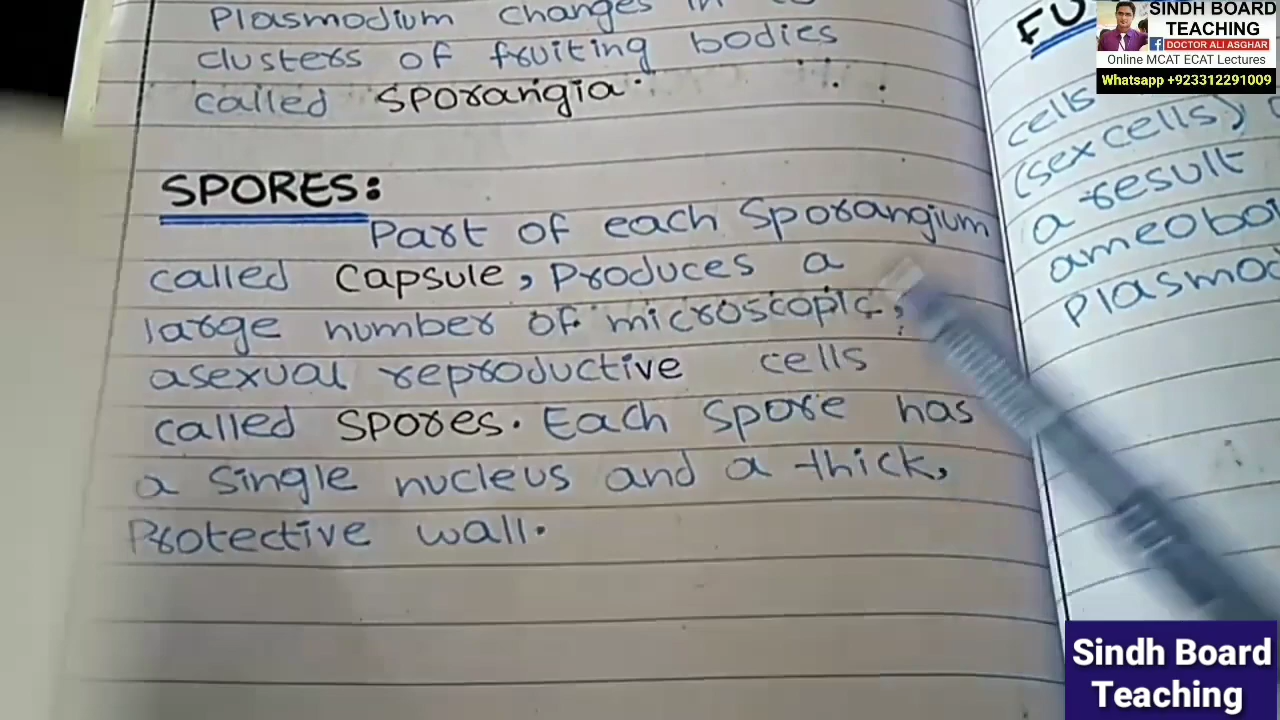 Plasmodium changes in
clusters of fruiting bodies
called Sporangia.
SPORES:
Part of each Sporangium
called Capsule, Produces a
large number of microscopic,
asexual reproductive cells
called Spores. Each Spore has
a Single nucleus and a thick,
Protective wall.
cells
(sex cells),
a result
SINDH BOARD
TEACHING
DOCTOR ALI ASGHAR
Online MCAT ECAT Lectures
Whatsapp +923312291009
Sindh Board
Teaching